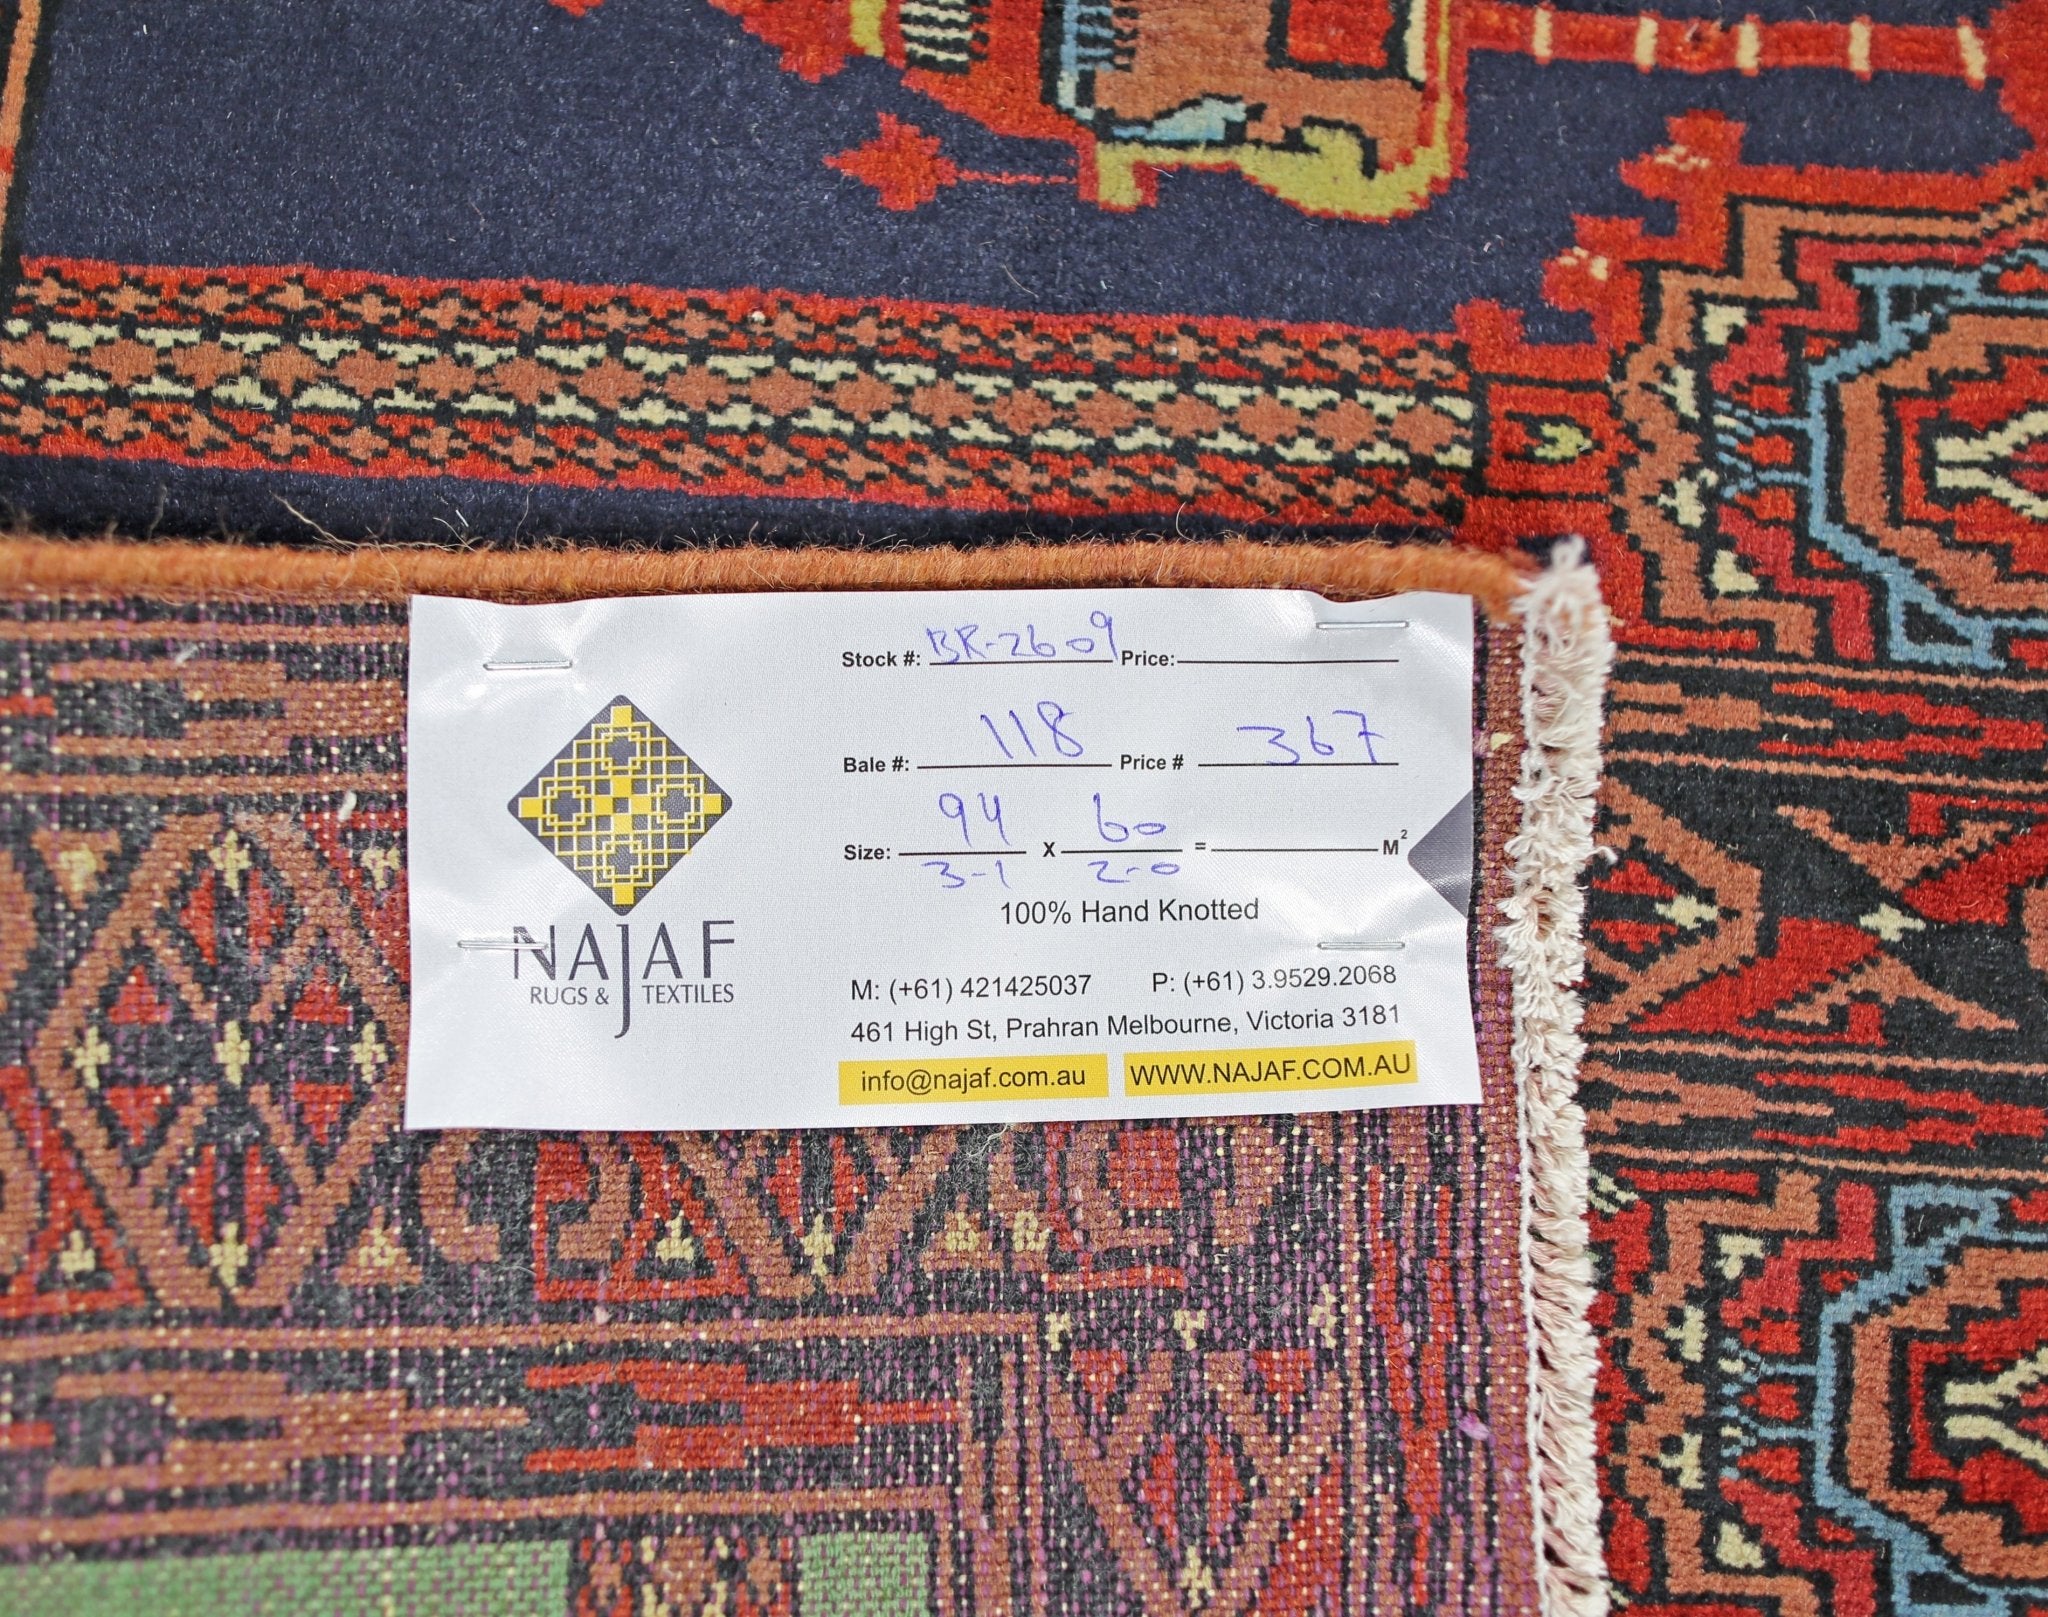 NAJAF
RUGS & TEXTILES
Stock #: BR-2609 Price:
Bale #: 118 Price # 367
Size: 94 X 60 = M²
3-1 2-0
100% Hand Knotted
M: (+61) 421425037 P: (+61) 3.9529.2068
461 High St, Prahran Melbourne, Victoria 3181
info@najaf.com.au WWW.NAJAF.COM.AU